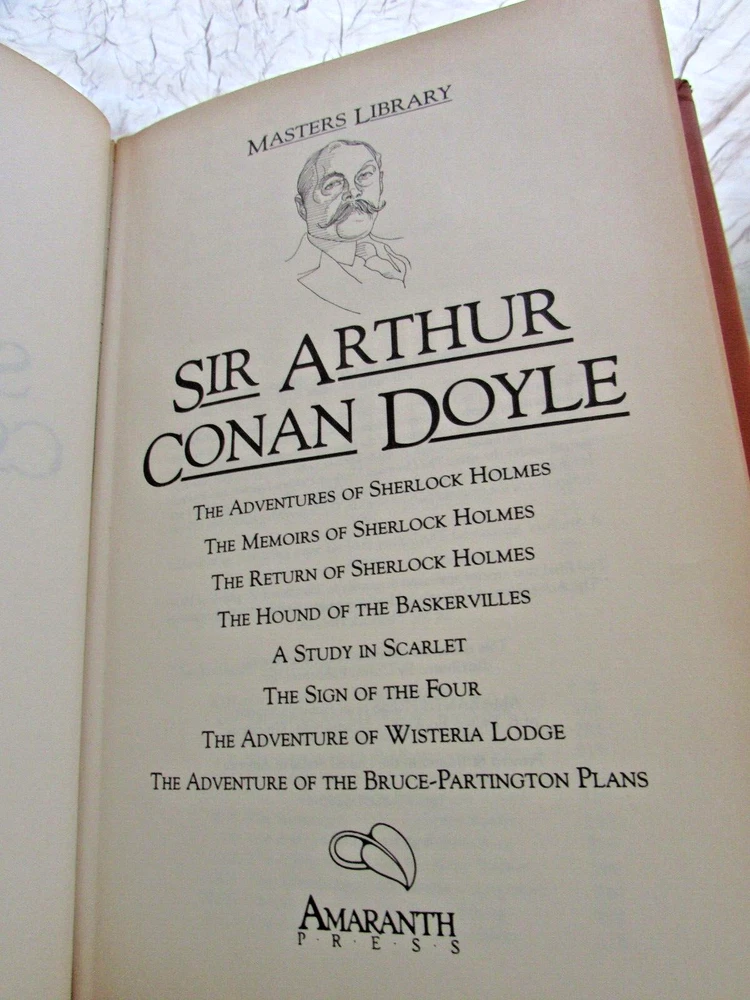 MASTERS LIBRARY
SIR ARTHUR
CONAN DOYLE
THE ADVENTURES OF SHERLOCK HOLMES
THE MEMOIRS OF SHERLOCK HOLMES
THE RETURN OF SHERLOCK HOLMES
THE HOUND OF THE BASKERVILLES
A STUDY IN SCARLET
THE SIGN OF THE FOUR
THE ADVENTURE OF WISTERIA LODGE
THE ADVENTURE OF THE BRUCE-PARTINGTON PLANS
AMARANTH
P·R·E·S·S